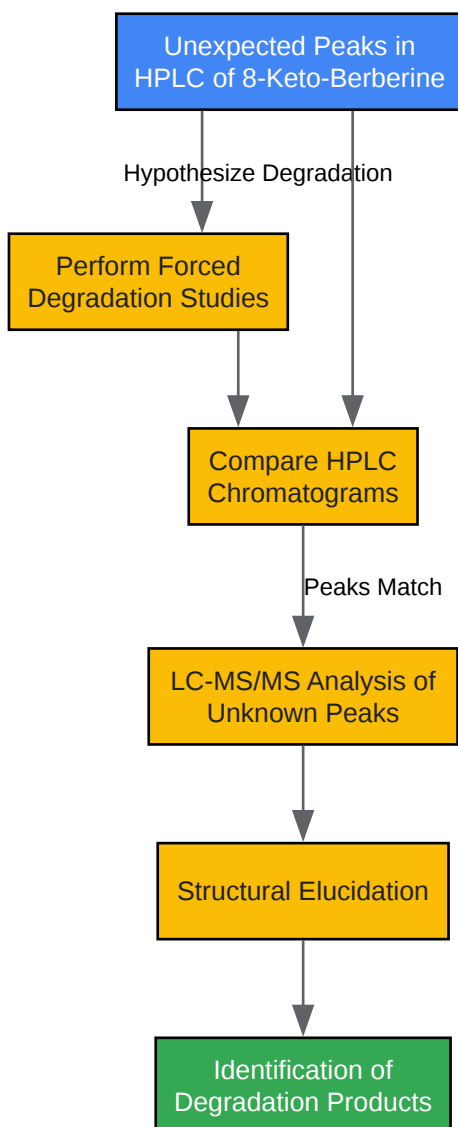 Unexpected Peaks in
HPLC of 8-Keto-Berberine
Hypothesize Degradation
Perform Forced
Degradation Studies
Compare HPLC
Chromatograms
Peaks Match
LC-MS/MS Analysis of
Unknown Peaks
Structural Elucidation
Identification of
Degradation Products